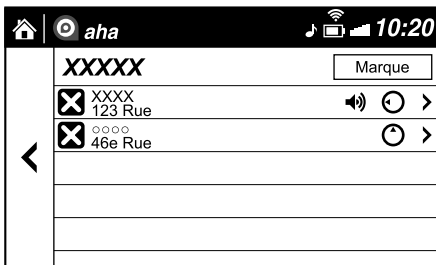 aha
10:20
XXXXX
Marque
XXXX
123 Rue
○○○○
46e Rue